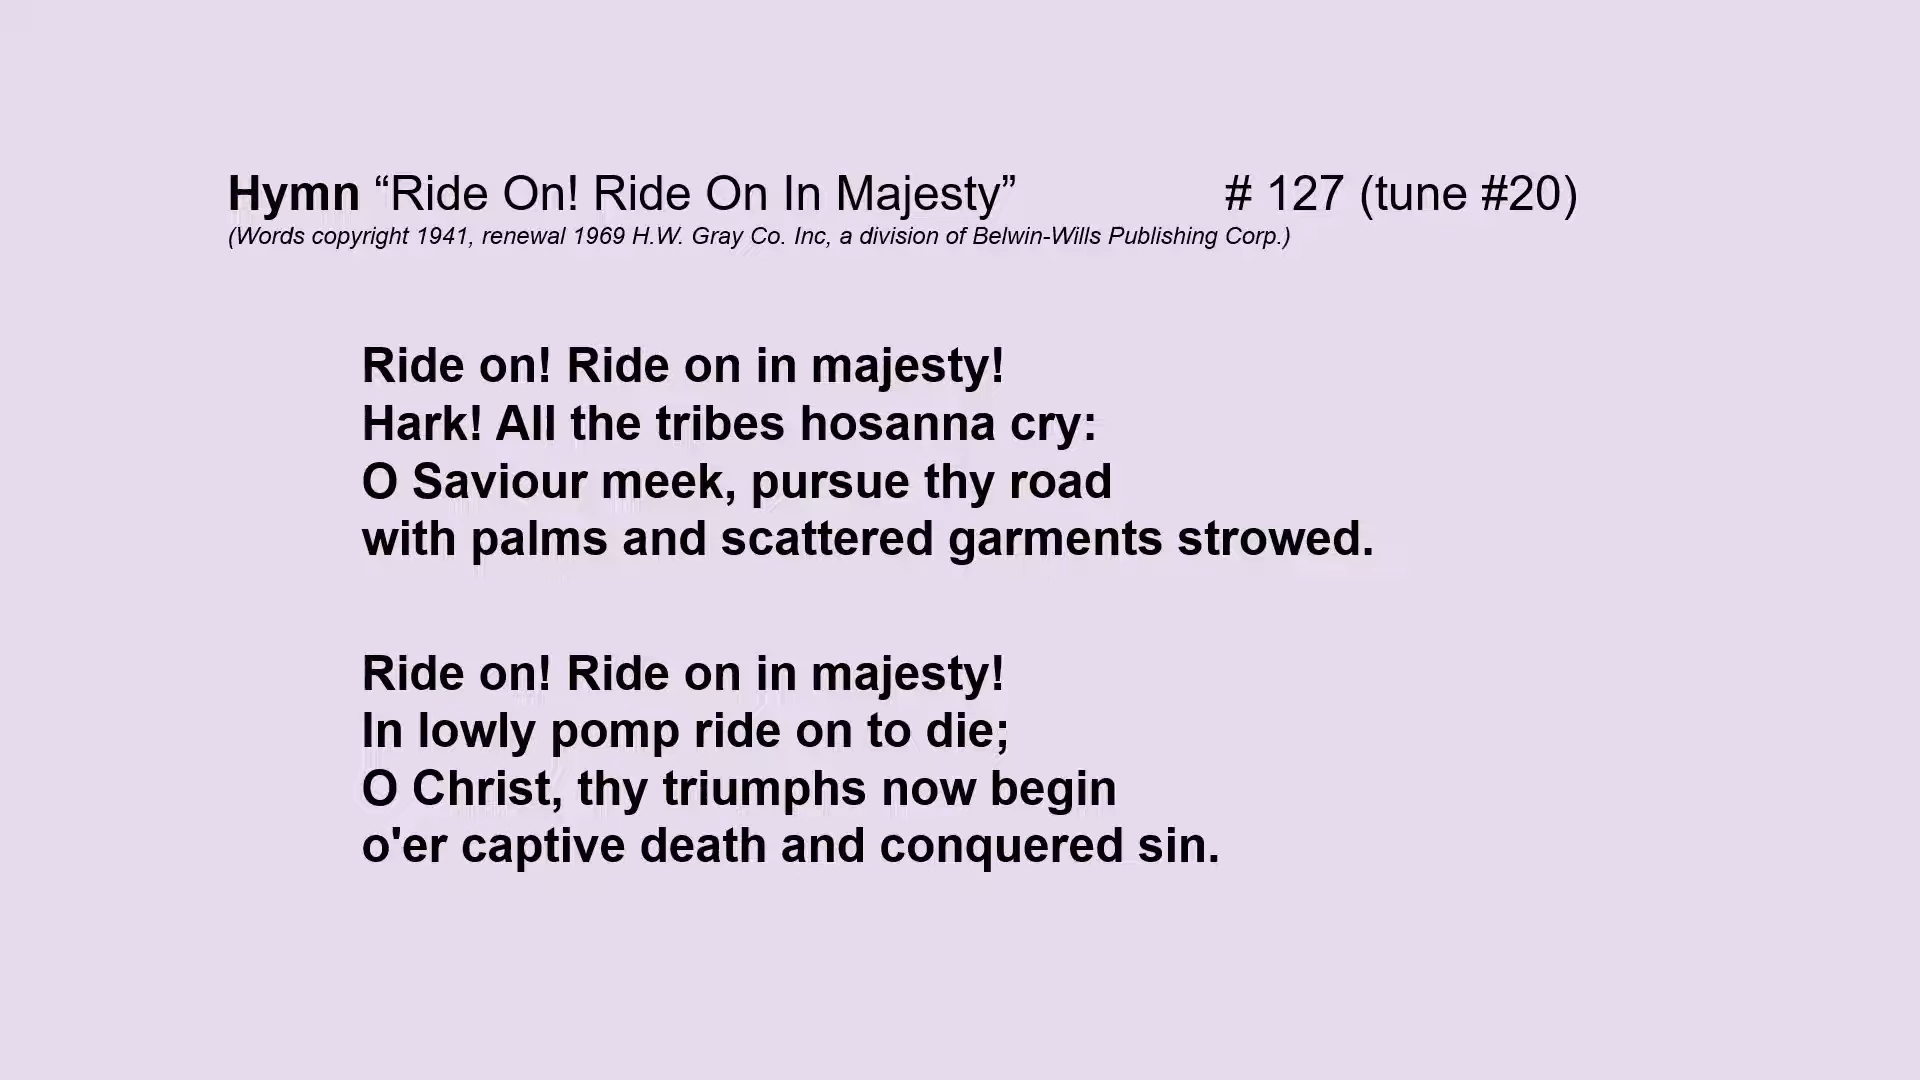 Hymn “Ride On! Ride On In Majesty” # 127 (tune #20)
(Words copyright 1941, renewal 1969 H.W. Gray Co. Inc, a division of Belwin-Wills Publishing Corp.)
Ride on! Ride on in majesty!
Hark! All the tribes hosanna cry:
O Saviour meek, pursue thy road
with palms and scattered garments strowed.
Ride on! Ride on in majesty!
In lowly pomp ride on to die;
O Christ, thy triumphs now begin
o'er captive death and conquered sin.